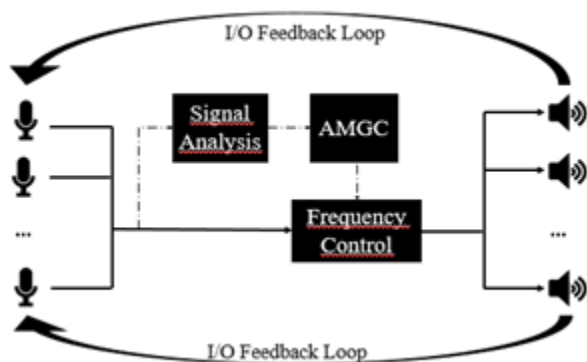 I/O Feedback Loop
Signal
Analysis
AMGC
Frequency
Control
...
...
I/O Feedback Loop